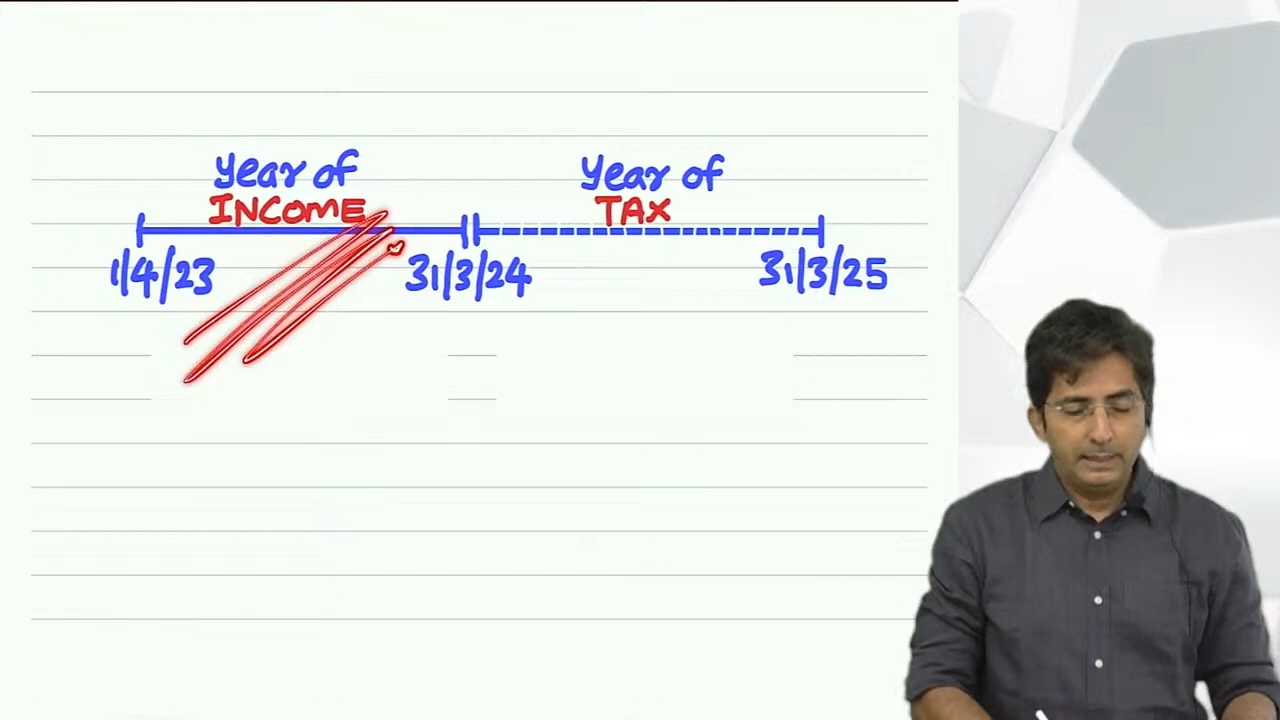 Year of
INCOME
Year of
TAX
1/4/23
31/3/24
31/3/25